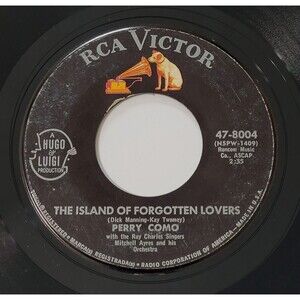 RCA VICTOR
47-8004
(N5PW-1409)
Roncom Music
Co., ASCAP
2:35
A
HUGO
&
LUIGI
PRODUCTION
THE ISLAND OF FORGOTTEN LOVERS
(Dick Manning-Kay Twomey)
PERRY COMO
with the Ray Charles Singers
Mitchell Ayres and his
Orchestra
RADIO CORPORATION OF AMERICA
MADE IN U.S.A.